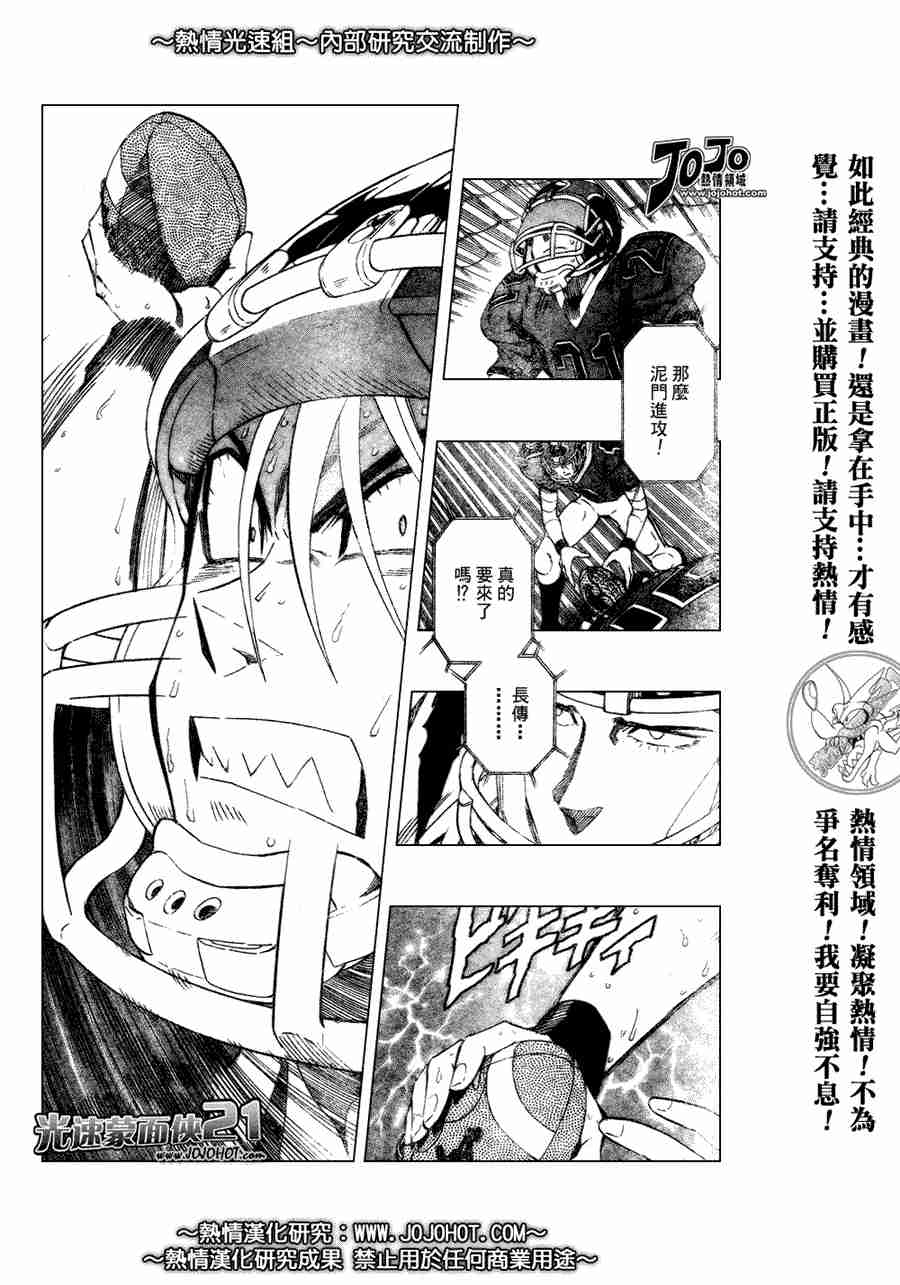 ～熱情光速組～內部研究交流制作～
JOJO
熱情領域
www.jojohot.com
如此經典的漫畫！還是拿在手中…才有感
覺…請支持…並購買正版！請支持熱情！
熱情領域！凝聚熱情！不為
爭名奪利！我要自強不息！
21
那麼
泥門進攻！
真的
要來了
嗎!?
長傳…
………
ビキキィ
光速蒙面俠21
www.JOJOHOT.com
～熱情漢化研究：WWW.JOJOHOT.COM～
～熱情漢化研究成果 禁止用於任何商業用途～